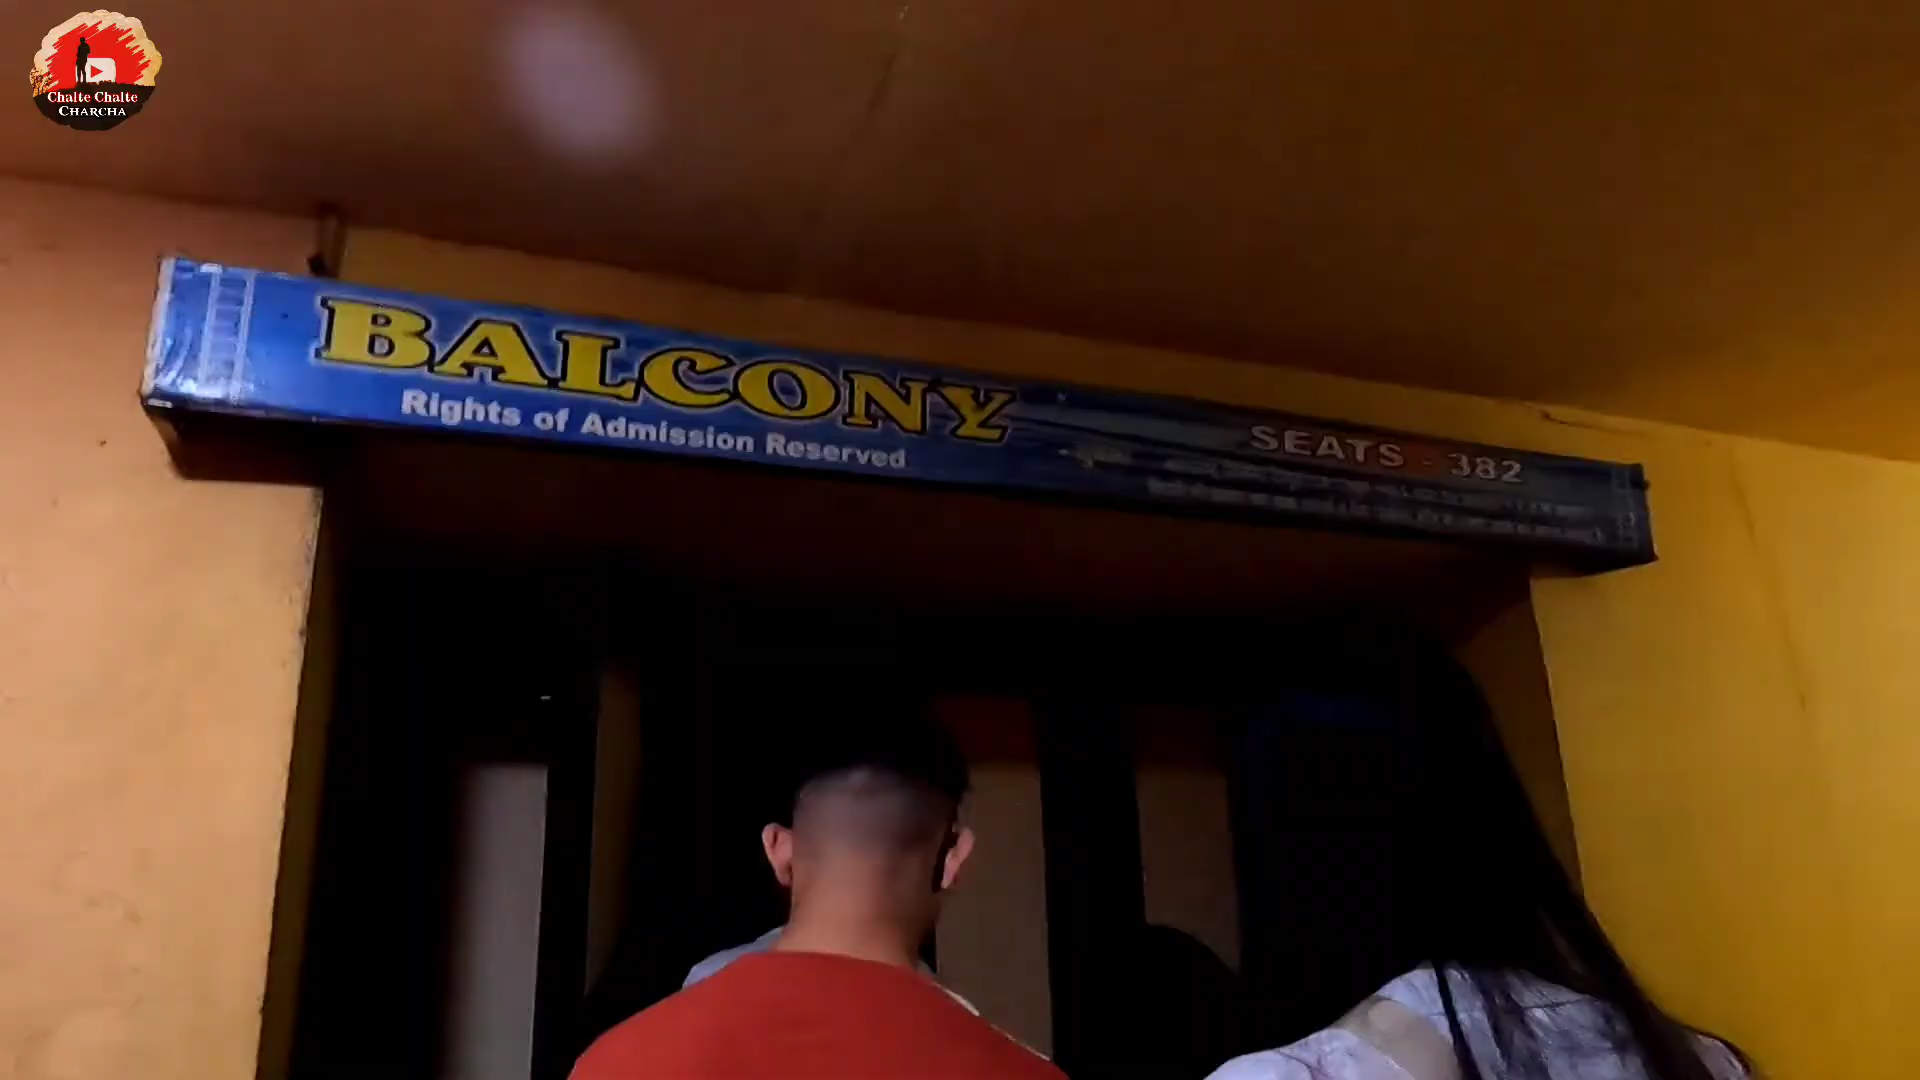 Chalte Chalte
CHARCHA
BALCONY
Rights of Admission Reserved
SEATS - 382